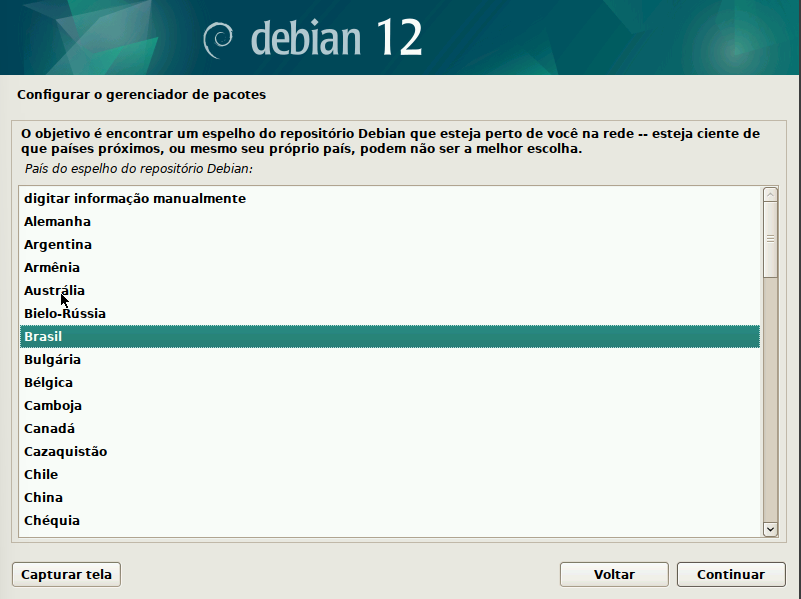 debian 12
Configurar o gerenciador de pacotes
O objetivo é encontrar um espelho do repositório Debian que esteja perto de você na rede -- esteja ciente de
que países próximos, ou mesmo seu próprio país, podem não ser a melhor escolha.
País do espelho do repositório Debian:
digitar informação manualmente
Alemanha
Argentina
Armênia
Austrália
Bielo-Rússia
Brasil
Bulgária
Bélgica
Camboja
Canadá
Cazaquistão
Chile
China
Chéquia
Capturar tela
Voltar
Continuar